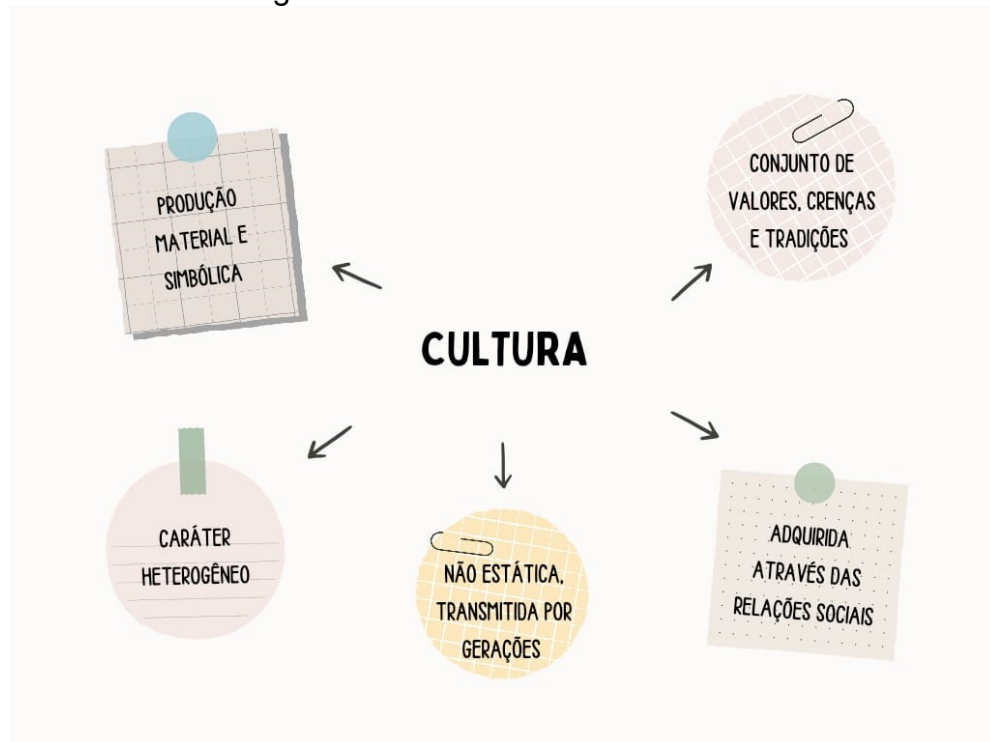 PRODUÇÃO
MATERIAL E
SIMBÓLICA
CONJUNTO DE
VALORES, CRENÇAS
E TRADIÇÕES
CULTURA
CARÁTER
HETEROGÊNEO
NÃO ESTÁTICA,
TRANSMITIDA POR
GERAÇÕES
ADQUIRIDA
ATRAVÉS DAS
RELAÇÕES SOCIAIS